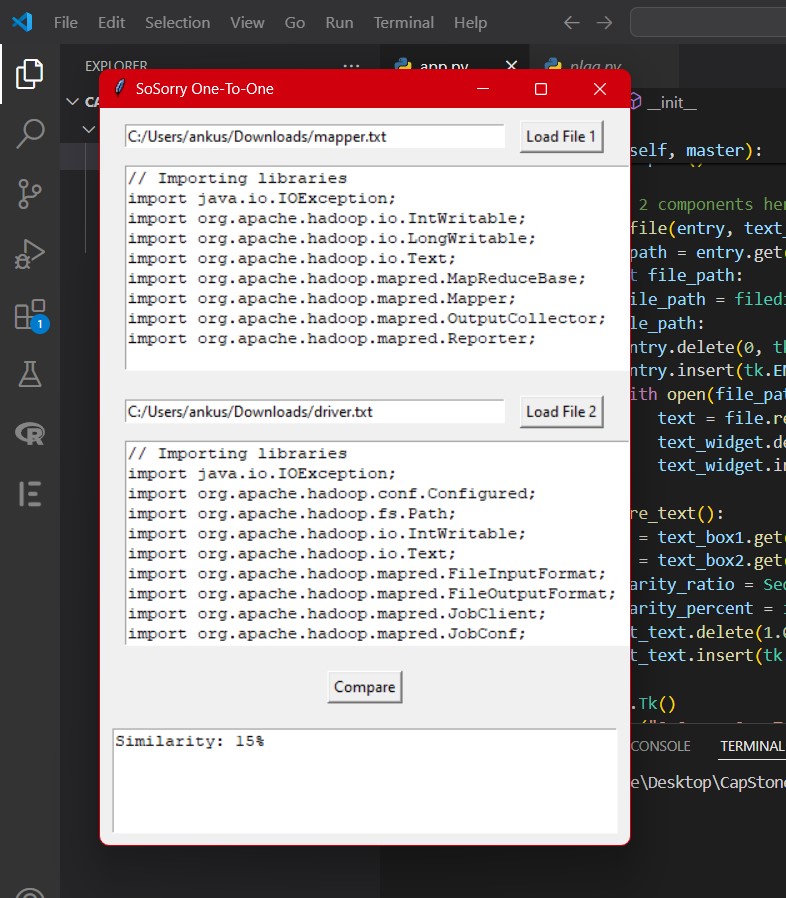 File Edit Selection View Go Run Terminal Help
EXPLORER
app.py
plag.py
SoSorry One-To-One
__init__
C:/Users/ankus/Downloads/mapper.txt
Load File 1
// Importing libraries
import java.io.IOException;
import org.apache.hadoop.io.IntWritable;
import org.apache.hadoop.io.LongWritable;
import org.apache.hadoop.io.Text;
import org.apache.hadoop.mapred.MapReduceBase;
import org.apache.hadoop.mapred.Mapper;
import org.apache.hadoop.mapred.OutputCollector;
import org.apache.hadoop.mapred.Reporter;
C:/Users/ankus/Downloads/driver.txt
Load File 2
// Importing libraries
import java.io.IOException;
import org.apache.hadoop.conf.Configured;
import org.apache.hadoop.fs.Path;
import org.apache.hadoop.io.IntWritable;
import org.apache.hadoop.io.Text;
import org.apache.hadoop.mapred.FileInputFormat;
import org.apache.hadoop.mapred.FileOutputFormat;
import org.apache.hadoop.mapred.JobClient;
import org.apache.hadoop.mapred.JobConf;
Compare
Similarity: 15%
self, master):
2 components her
file(entry, text_
path = entry.get(
t file_path:
ile_path = filedi
le_path:
ntry.delete(0, tk
ntry.insert(tk.EN
ith open(file_pat
text = file.re
text_widget.de
text_widget.in
re_text():
= text_box1.get(
= text_box2.get(
arity_ratio = Seq
arity_percent = i
t_text.delete(1.0
t_text.insert(tk
.Tk()
CONSOLE
TERMINAL
e\Desktop\CapStone
1